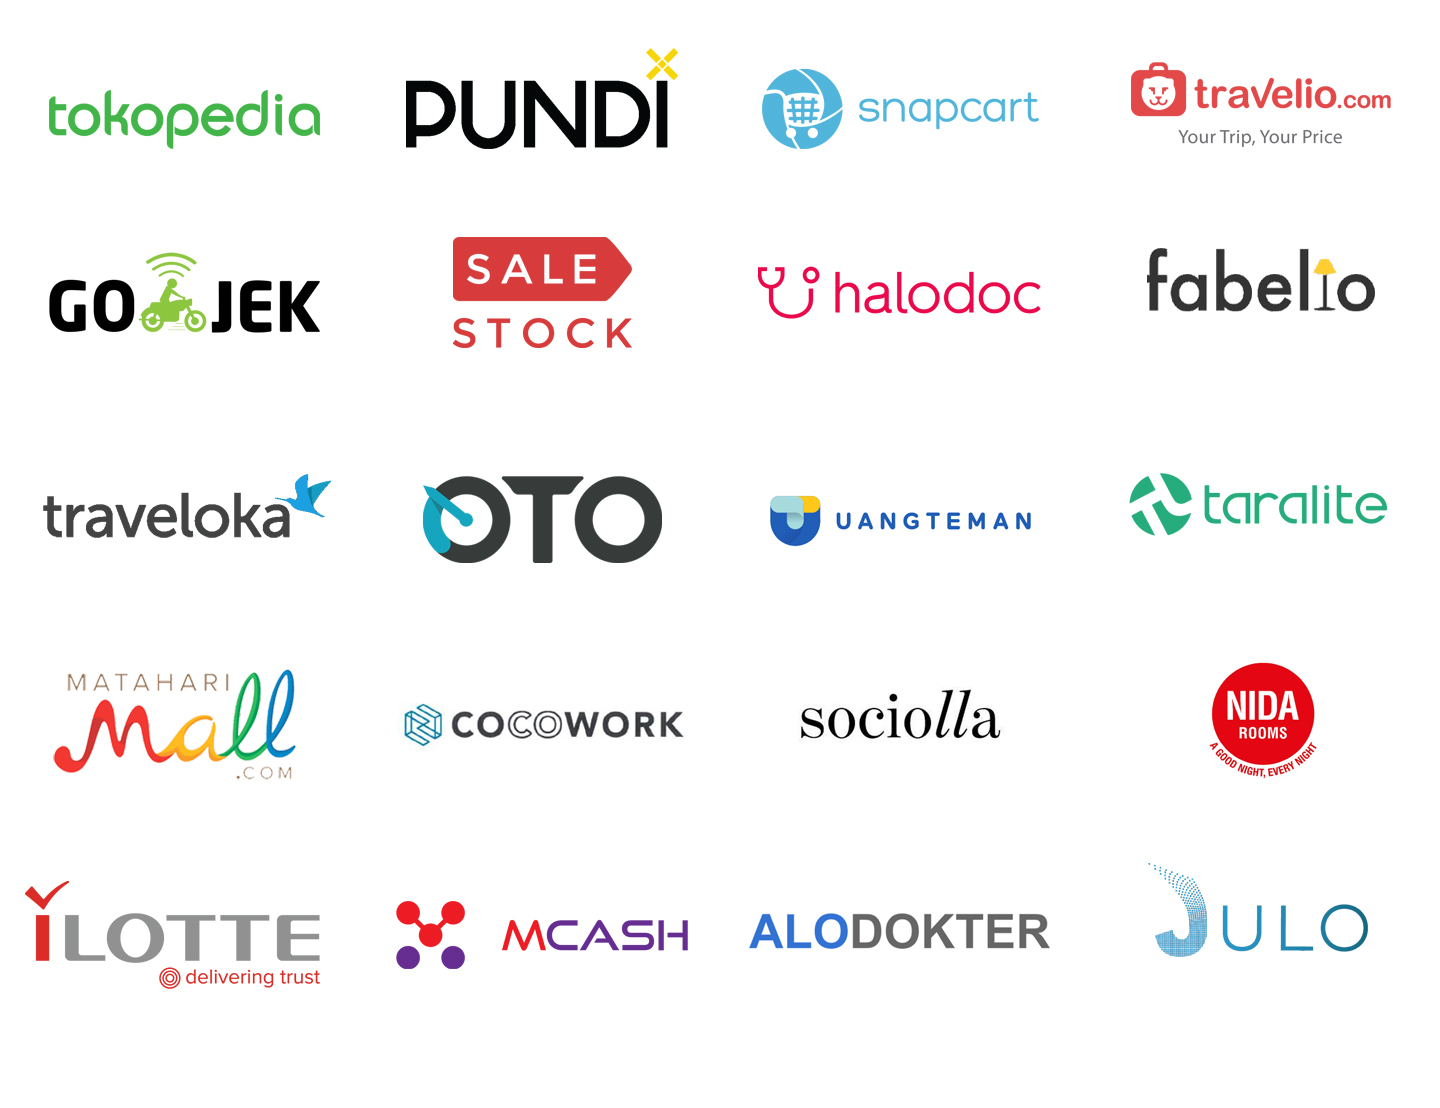 tokopedia
PUNDI
snapcart
travelio.com
Your Trip, Your Price
GO JEK
SALE
STOCK
halodoc
fabelio
traveloka
OTO
UANGTEMAN
taralite
MATAHARI
Mall
.COM
COCOWORK
sociolla
NIDA
ROOMS
A GOOD NIGHT, EVERY NIGHT
iLOTTE
delivering trust
MCASH
ALODOKTER
JULO